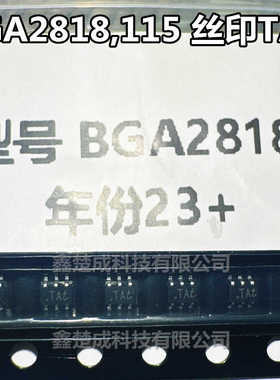 GA2818,115 丝印TA
型号 BGA2818
年份23+
鑫楚成科技有限公司
TAC TAC TAC TAC
鑫楚成科技有限公司